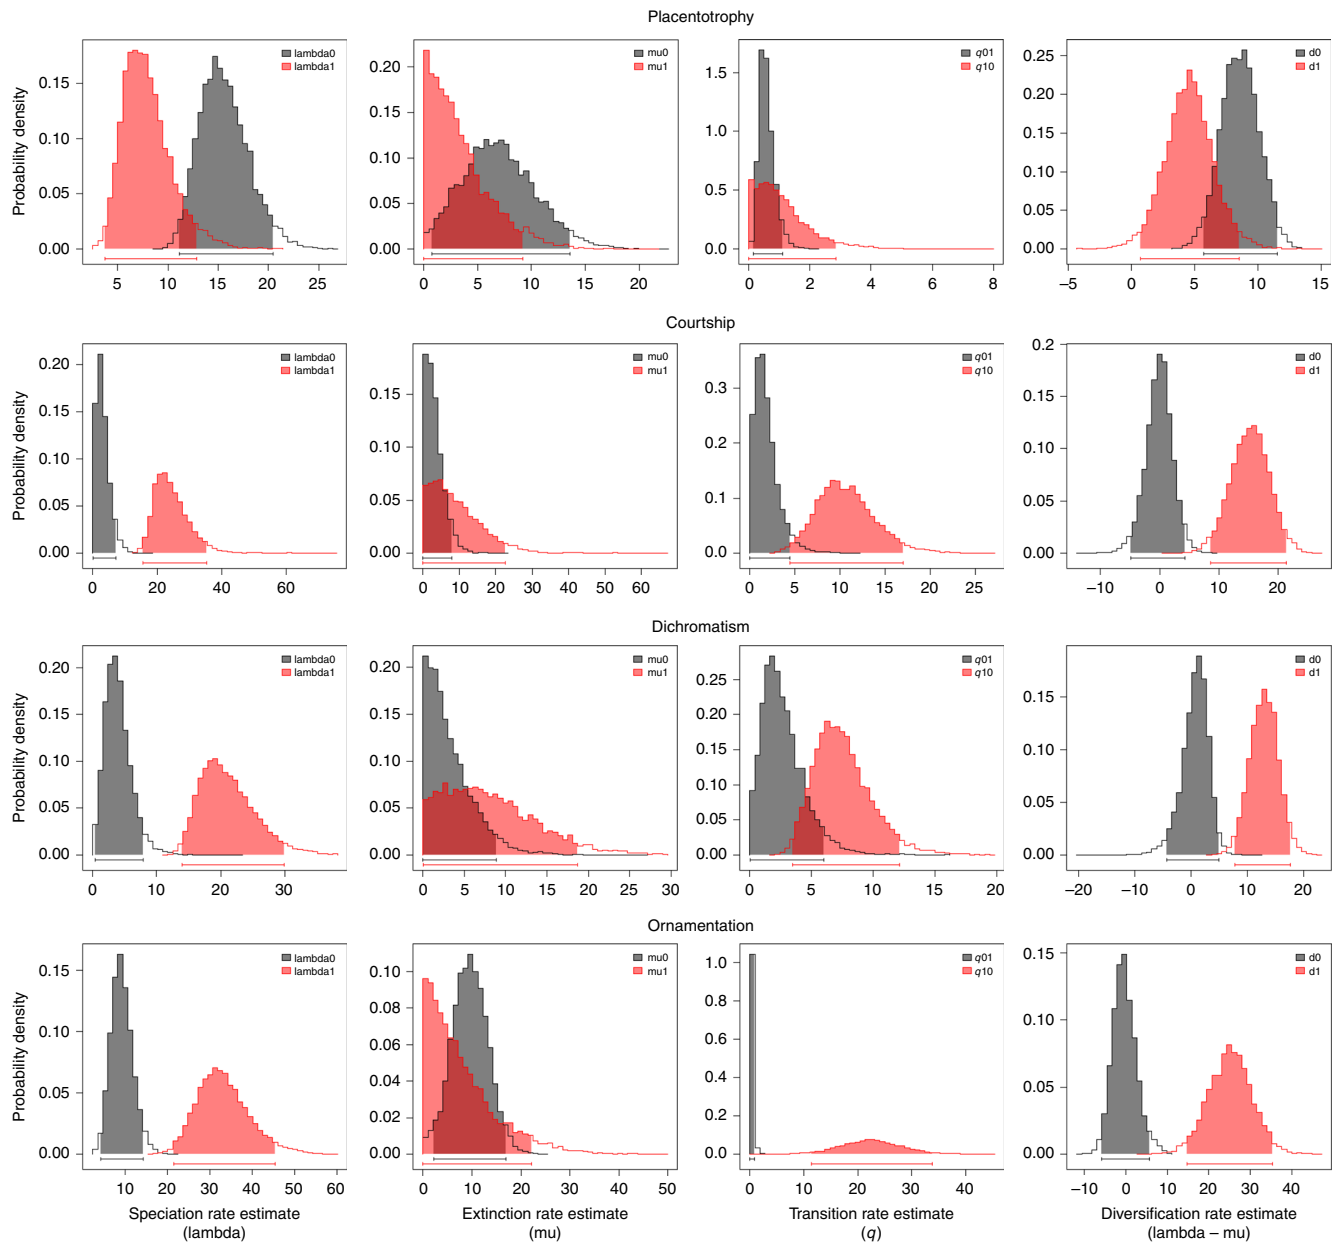 Placentotrophy
Probability density
0.00 0.05 0.10 0.15
5 10 15 20 25
lambda0
lambda1
0.00 0.05 0.10 0.15 0.20
0 5 10 15 20
mu0
mu1
0.0 0.5 1.0 1.5
0 2 4 6 8
q01
q10
0.00 0.05 0.10 0.15 0.20 0.25
–5 0 5 10 15
d0
d1
Courtship
Probability density
0.00 0.05 0.10 0.15 0.20
0 20 40 60
lambda0
lambda1
0.00 0.05 0.10 0.15
0 10 20 30 40 50 60
mu0
mu1
0.0 0.1 0.2 0.3
0 5 10 15 20 25
q01
q10
0.00 0.05 0.10 0.15 0.2
–10 0 10 20
d0
d1
Dichromatism
Probability density
0.00 0.05 0.10 0.15 0.20
0 10 20 30
lambda0
lambda1
0.00 0.05 0.10 0.15 0.20
0 5 10 15 20 25 30
mu0
mu1
0.00 0.05 0.10 0.15 0.20 0.25
0 5 10 15 20
q01
q10
0.00 0.05 0.10 0.15
–20 –10 0 10 20
d0
d1
Ornamentation
Probability density
0.00 0.05 0.10 0.15
10 20 30 40 50 60
lambda0
lambda1
0.00 0.02 0.04 0.06 0.08 0.10
0 10 20 30 40 50
mu0
mu1
0.0 0.2 0.4 0.6 0.8 1.0
0 10 20 30 40
q01
q10
0.00 0.05 0.10 0.15
–10 0 10 20 30 40
d0
d1
Speciation rate estimate
(lambda)
Extinction rate estimate
(mu)
Transition rate estimate
(q)
Diversification rate estimate
(lambda – mu)